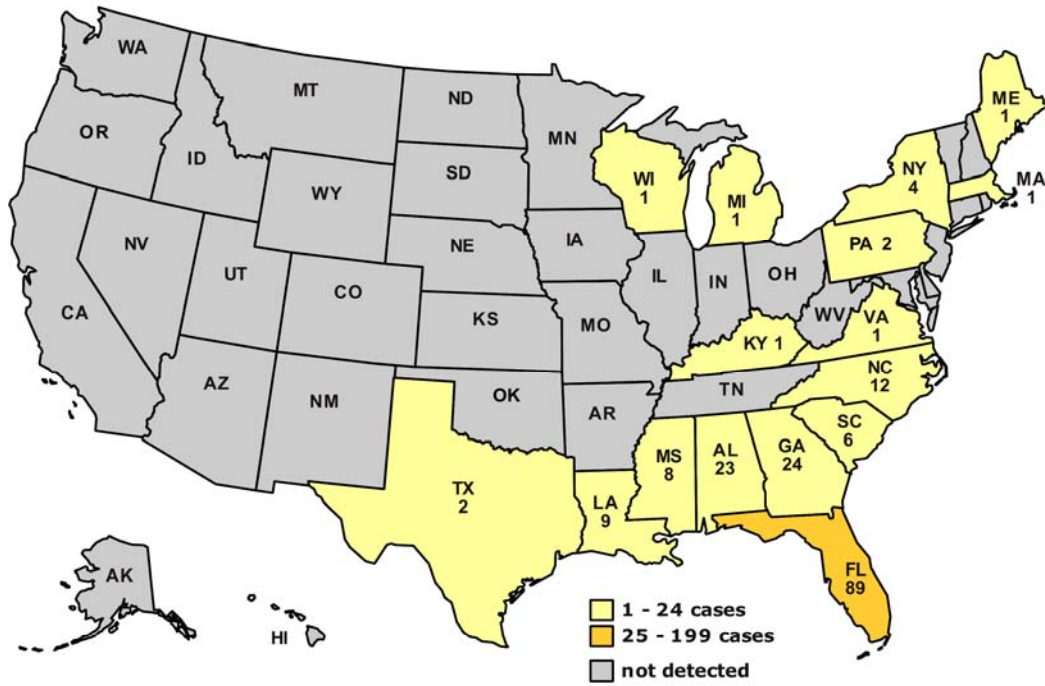 WA
MT
ND
MN
OR
ID
SD
WY
WI
1
MI
1
ME
1
NY
4
MA
1
NV
UT
NE
IA
PA 2
CA
CO
KS
MO
IL
IN
OH
WV
VA
1
KY 1
AZ
NM
OK
AR
TN
NC
12
SC
6
TX
2
LA
9
MS
8
AL
23
GA
24
FL
89
AK
HI
1 - 24 cases
25 - 199 cases
not detected